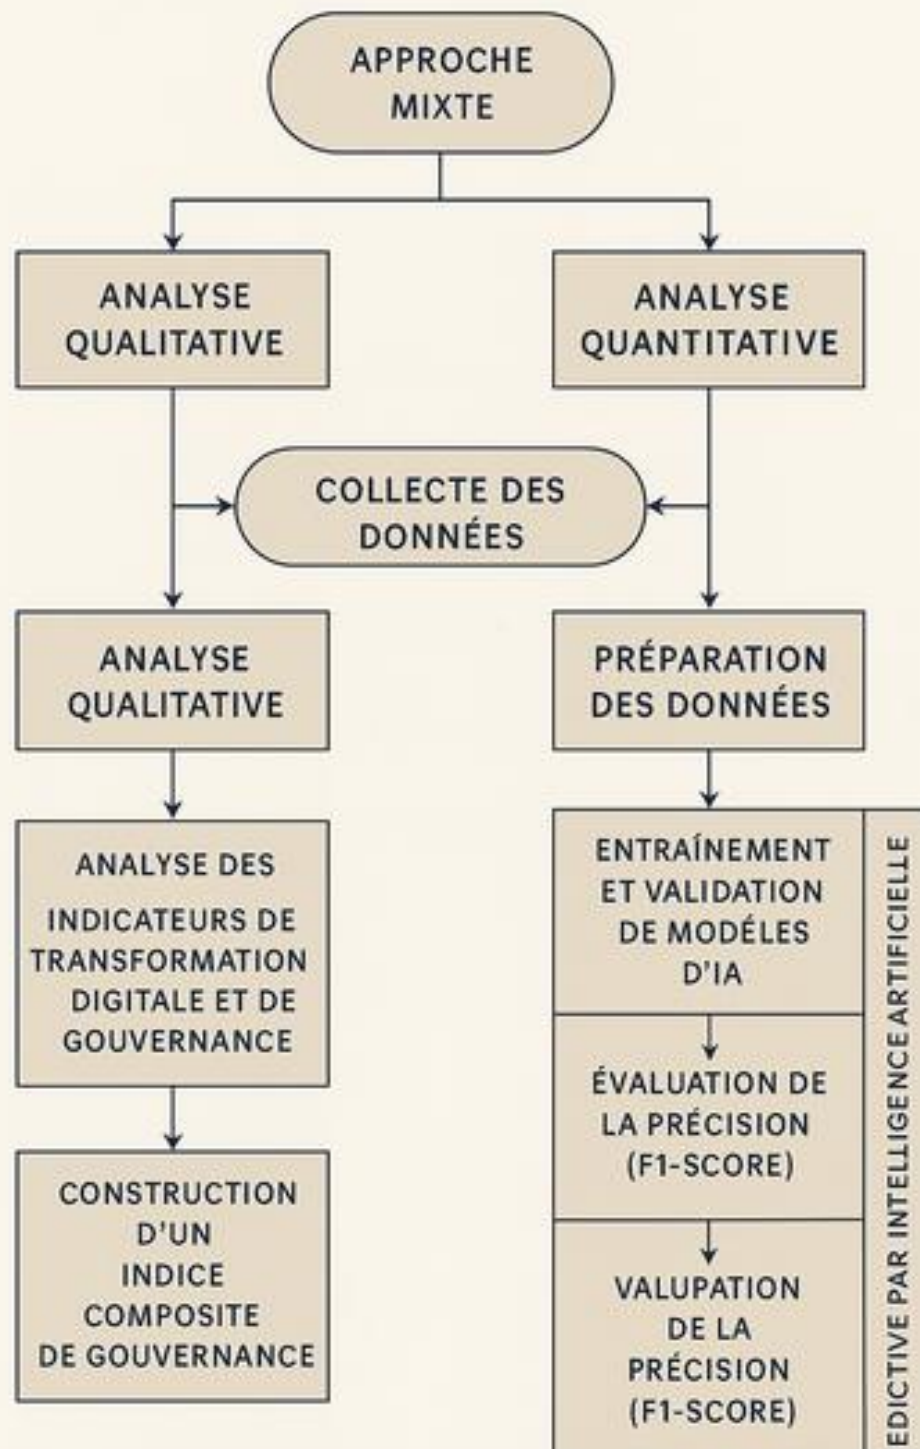 APPROCHE
MIXTE
ANALYSE
QUALITATIVE
ANALYSE
QUANTITATIVE
COLLECTE DES
DONNÉES
ANALYSE
QUALITATIVE
PRÉPARATION
DES DONNÉES
ANALYSE DES
INDICATEURS DE
TRANSFORMATION
DIGITALE ET DE
GOUVERNANCE
CONSTRUCTION
D'UN
INDICE
COMPOSITE
DE GOUVERNANCE
ENTRAÍNEMENT
ET VALIDATION
DE MODÉLES
D'IA
ÉVALUATION DE
LA PRÉCISION
(F1-SCORE)
VALUPATION
DE LA
PRÉCISION
(F1-SCORE)
EDICTIVE PAR INTELLIGENCE ARTIFICIELLE